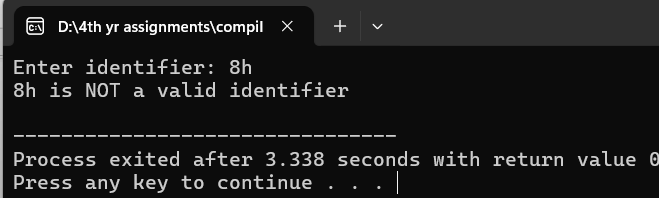 D:\4th yr assignments\compil
Enter identifier: 8h
8h is NOT a valid identifier
--------------------------------
Process exited after 3.338 seconds with return value 0
Press any key to continue . . .